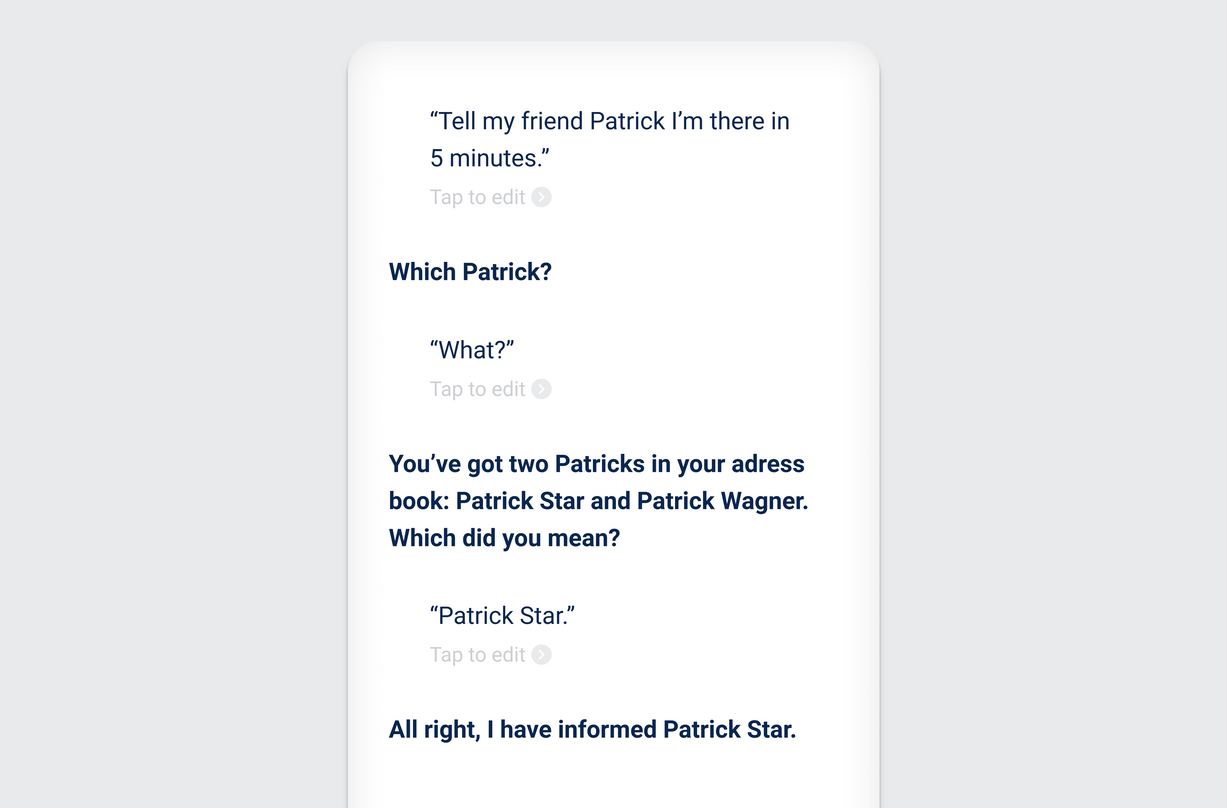 “Tell my friend Patrick I’m there in
5 minutes.”
Tap to edit
Which Patrick?
“What?”
Tap to edit
You’ve got two Patricks in your adress
book: Patrick Star and Patrick Wagner.
Which did you mean?
“Patrick Star.”
Tap to edit
All right, I have informed Patrick Star.